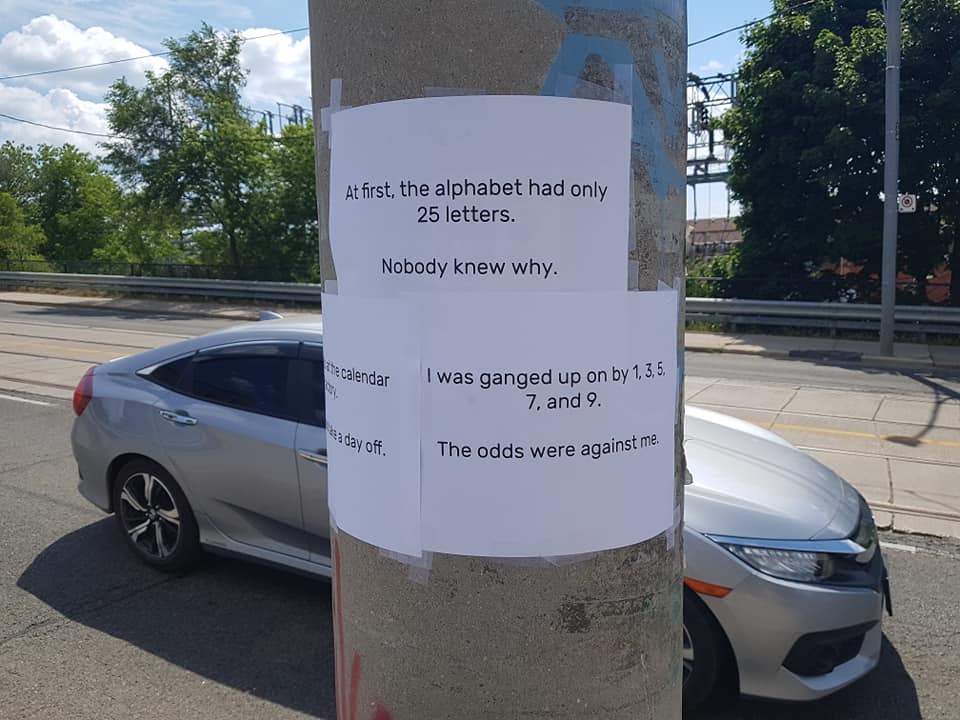 At first, the alphabet had only
25 letters.
Nobody knew why.
the calendar
a day off.
I was ganged up on by 1, 3, 5,
7, and 9.
The odds were against me.